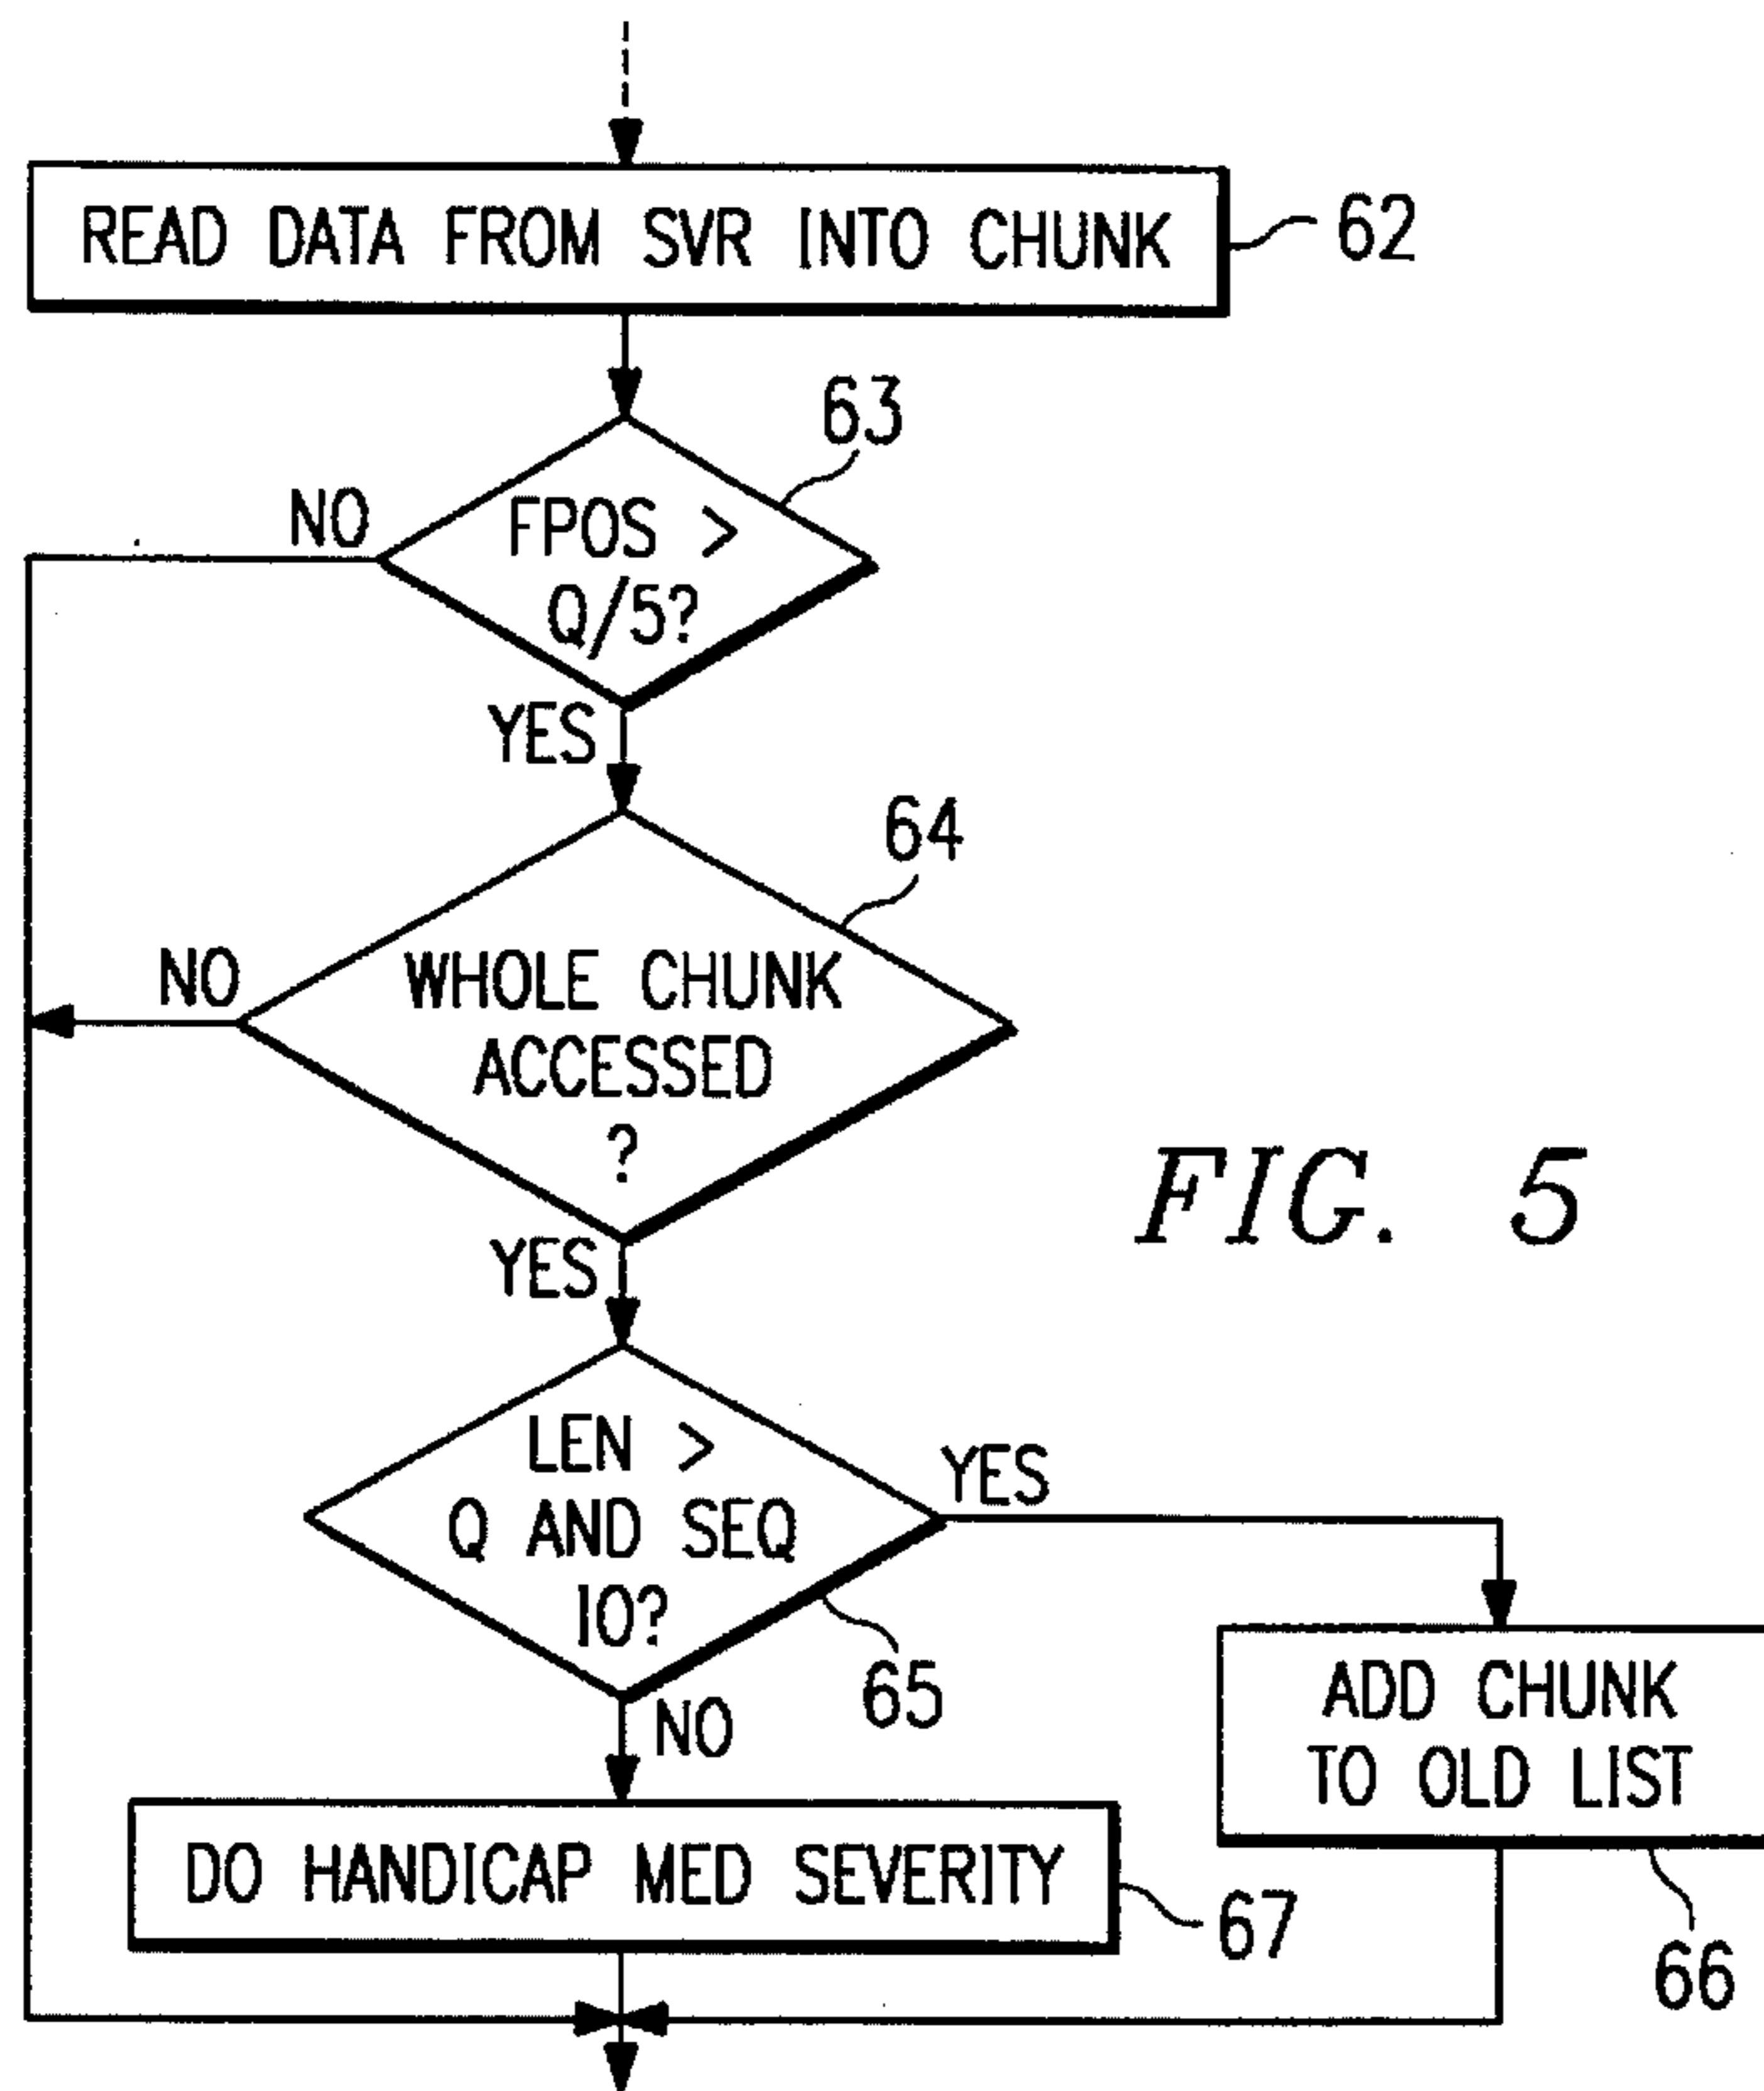 READ DATA FROM SVR INTO CHUNK
62
63
NO
FPOS >
Q/5?
YES
64
NO
WHOLE CHUNK
ACCESSED
?
FIG. 5
YES
LEN >
Q AND SEQ
IO?
YES
65
NO
ADD CHUNK
TO OLD LIST
66
DO HANDICAP MED SEVERITY
67